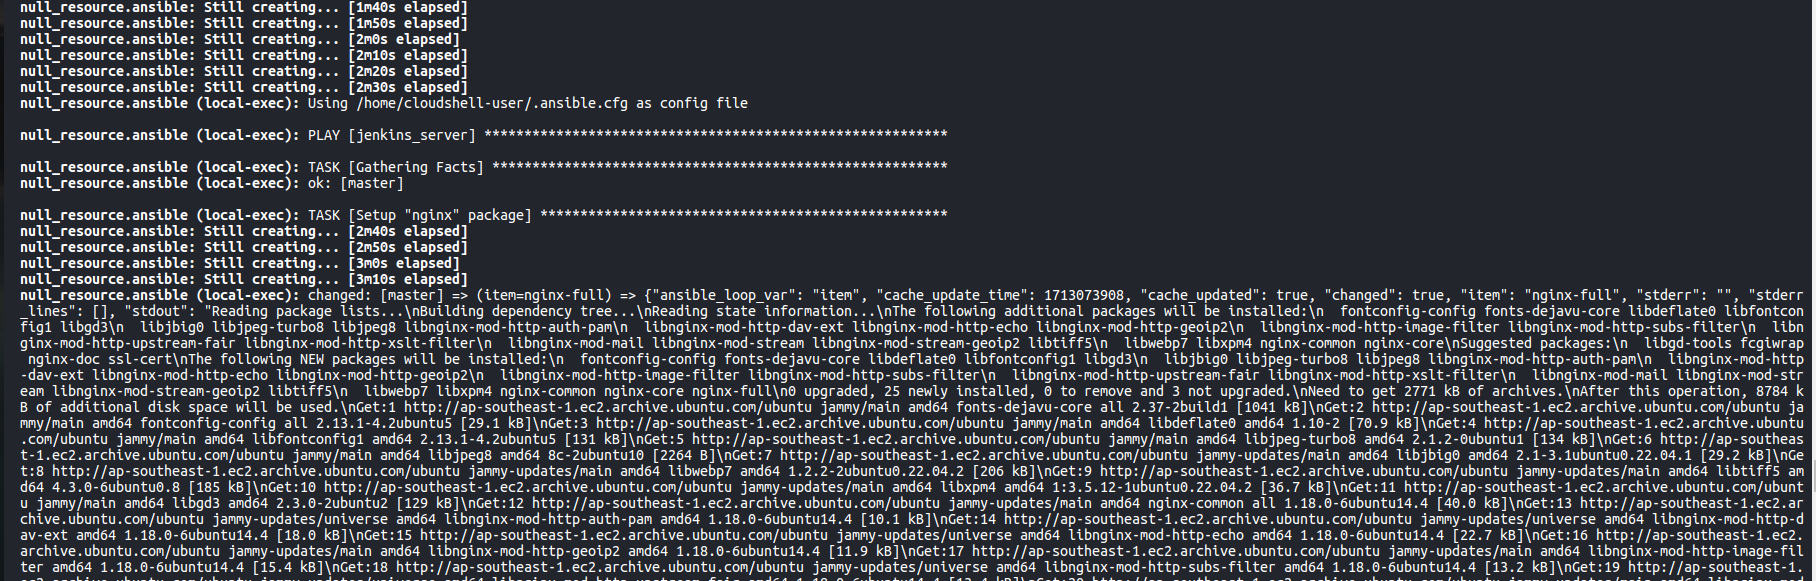 null_resource.ansible: Still creating... [1m40s elapsed]
null_resource.ansible: Still creating... [1m50s elapsed]
null_resource.ansible: Still creating... [2m0s elapsed]
null_resource.ansible: Still creating... [2m10s elapsed]
null_resource.ansible: Still creating... [2m20s elapsed]
null_resource.ansible: Still creating... [2m30s elapsed]
null_resource.ansible (local-exec): Using /home/cloudshell-user/.ansible.cfg as config file
null_resource.ansible (local-exec): PLAY [jenkins_server] **********************************************************
null_resource.ansible (local-exec): TASK [Gathering Facts] *********************************************************
null_resource.ansible (local-exec): ok: [master]
null_resource.ansible (local-exec): TASK [Setup "nginx" package] ***************************************************
null_resource.ansible: Still creating... [2m40s elapsed]
null_resource.ansible: Still creating... [2m50s elapsed]
null_resource.ansible: Still creating... [3m0s elapsed]
null_resource.ansible: Still creating... [3m10s elapsed]
null_resource.ansible (local-exec): changed: [master] => (item=nginx-full) => {"ansible_loop_var": "item", "cache_update_time": 1713073908, "cache_updated": true, "changed": true, "item": "nginx-full", "stderr": "", "stderr
_lines": [], "stdout": "Reading package lists...\nBuilding dependency tree...\nReading state information...\nThe following additional packages will be installed:\n  fontconfig-config fonts-dejavu-core libdeflate0 libfontcon
fig1 libgd3\n  libjbig0 libjpeg-turbo8 libjpeg8 libnginx-mod-http-auth-pam\n  libnginx-mod-http-dav-ext libnginx-mod-http-echo libnginx-mod-http-geoip2\n  libnginx-mod-http-image-filter libnginx-mod-http-subs-filter\n  libn
ginx-mod-http-upstream-fair libnginx-mod-http-xslt-filter\n  libnginx-mod-mail libnginx-mod-stream libnginx-mod-stream-geoip2 libtiff5\n  libwebp7 libxpm4 nginx-common nginx-core\nSuggested packages:\n  libgd-tools fcgiwrap
 nginx-doc ssl-cert\nThe following NEW packages will be installed:\n  fontconfig-config fonts-dejavu-core libdeflate0 libfontconfig1 libgd3\n  libjbig0 libjpeg-turbo8 libjpeg8 libnginx-mod-http-auth-pam\n  libnginx-mod-http
-dav-ext libnginx-mod-http-echo libnginx-mod-http-geoip2\n  libnginx-mod-http-image-filter libnginx-mod-http-subs-filter\n  libnginx-mod-http-upstream-fair libnginx-mod-http-xslt-filter\n  libnginx-mod-mail libnginx-mod-str
eam libnginx-mod-stream-geoip2 libtiff5\n  libwebp7 libxpm4 nginx-common nginx-core nginx-full\n0 upgraded, 25 newly installed, 0 to remove and 3 not upgraded.\nNeed to get 2771 kB of archives.\nAfter this operation, 8784 k
B of additional disk space will be used.\nGet:1 http://ap-southeast-1.ec2.archive.ubuntu.com/ubuntu jammy/main amd64 fonts-dejavu-core all 2.37-2build1 [1041 kB]\nGet:2 http://ap-southeast-1.ec2.archive.ubuntu.com/ubuntu ja
mmy/main amd64 fontconfig-config all 2.13.1-4.2ubuntu5 [29.1 kB]\nGet:3 http://ap-southeast-1.ec2.archive.ubuntu.com/ubuntu jammy/main amd64 libdeflate0 amd64 1.10-2 [70.9 kB]\nGet:4 http://ap-southeast-1.ec2.archive.ubuntu
.com/ubuntu jammy/main amd64 libfontconfig1 amd64 2.13.1-4.2ubuntu5 [131 kB]\nGet:5 http://ap-southeast-1.ec2.archive.ubuntu.com/ubuntu jammy/main amd64 libjpeg-turbo8 amd64 2.1.2-0ubuntu1 [134 kB]\nGet:6 http://ap-southeas
t-1.ec2.archive.ubuntu.com/ubuntu jammy/main amd64 libjpeg8 amd64 8c-2ubuntu10 [2264 B]\nGet:7 http://ap-southeast-1.ec2.archive.ubuntu.com/ubuntu jammy/main amd64 libjbig0 amd64 2.1-3.1ubuntu0.22.04.1 [29.2 kB]\nGe
t:8 http://ap-southeast-1.ec2.archive.ubuntu.com/ubuntu jammy-updates/main amd64 libwebp7 amd64 1.2.2-2ubuntu0.22.04.2 [206 kB]\nGet:9 http://ap-southeast-1.ec2.archive.ubuntu.com/ubuntu jammy-updates/main amd64 libtiff5 am
d64 4.3.0-6ubuntu0.8 [185 kB]\nGet:10 http://ap-southeast-1.ec2.archive.ubuntu.com/ubuntu jammy-updates/main amd64 libxpm4 amd64 1:3.5.12-1ubuntu0.22.04.2 [36.7 kB]\nGet:11 http://ap-southeast-1.ec2.archive.ubuntu.com/ubunt
u jammy/main amd64 libgd3 amd64 2.3.0-2ubuntu2 [129 kB]\nGet:12 http://ap-southeast-1.ec2.archive.ubuntu.com/ubuntu jammy-updates/main amd64 nginx-common all 1.18.0-6ubuntu14.4 [40.0 kB]\nGet:13 http://ap-southeast-1.ec2.ar
chive.ubuntu.com/ubuntu jammy-updates/universe amd64 libnginx-mod-http-auth-pam amd64 1.18.0-6ubuntu14.4 [10.1 kB]\nGet:14 http://ap-southeast-1.ec2.archive.ubuntu.com/ubuntu jammy-updates/universe amd64 libnginx-mod-http-d
av-ext amd64 1.18.0-6ubuntu14.4 [18.0 kB]\nGet:15 http://ap-southeast-1.ec2.archive.ubuntu.com/ubuntu jammy-updates/universe amd64 libnginx-mod-http-echo amd64 1.18.0-6ubuntu14.4 [22.7 kB]\nGet:16 http://ap-southeast-1.ec2.
archive.ubuntu.com/ubuntu jammy-updates/main amd64 libnginx-mod-http-geoip2 amd64 1.18.0-6ubuntu14.4 [11.9 kB]\nGet:17 http://ap-southeast-1.ec2.archive.ubuntu.com/ubuntu jammy-updates/main amd64 libnginx-mod-http-image-fil
ter amd64 1.18.0-6ubuntu14.4 [15.4 kB]\nGet:18 http://ap-southeast-1.ec2.archive.ubuntu.com/ubuntu jammy-updates/universe amd64 libnginx-mod-http-subs-filter amd64 1.18.0-6ubuntu14.4 [13.2 kB]\nGet:19 http://ap-southeast-1.